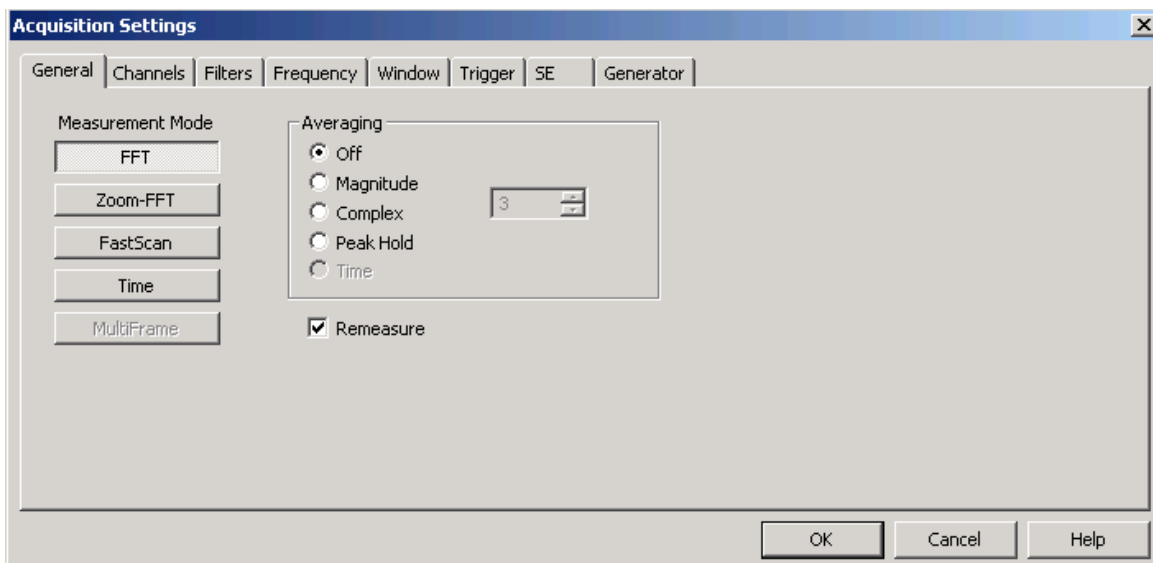 Acquisition Settings
General Channels Filters Frequency Window Trigger SE Generator
Measurement Mode
FFT
Zoom-FFT
FastScan
Time
MultiFrame
Averaging
Off
Magnitude
Complex
Peak Hold
Time
3
Remeasure
OK Cancel Help